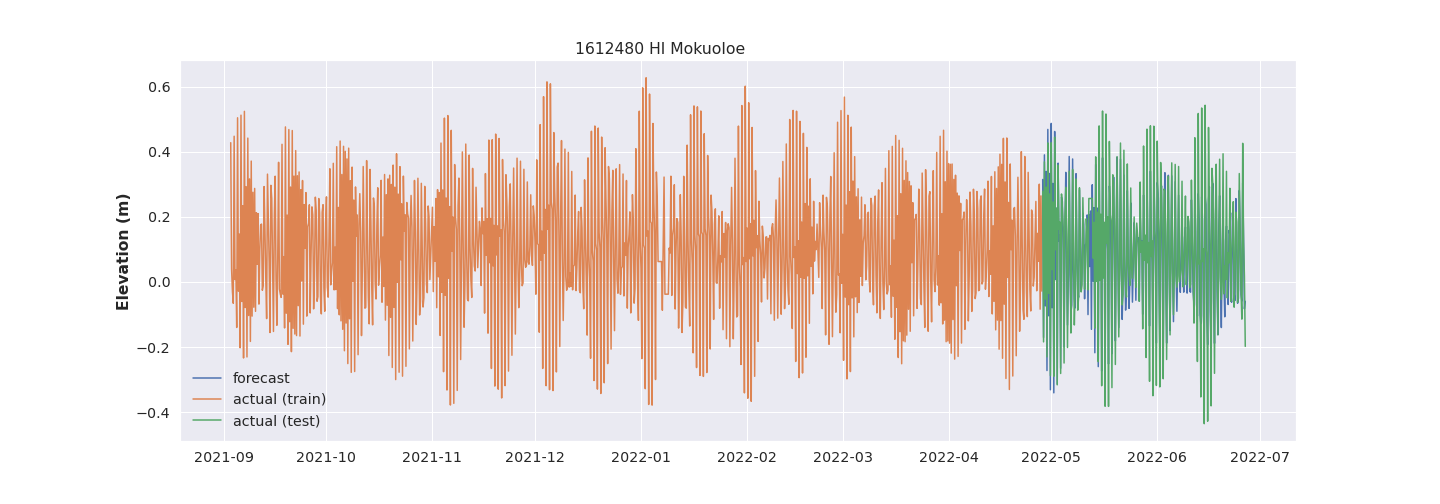 1612480 HI Mokuoloe
Elevation (m)
0.6
0.4
0.2
0.0
−0.2
−0.4
forecast
actual (train)
actual (test)
2021-09 2021-10 2021-11 2021-12 2022-01 2022-02 2022-03 2022-04 2022-05 2022-06 2022-07